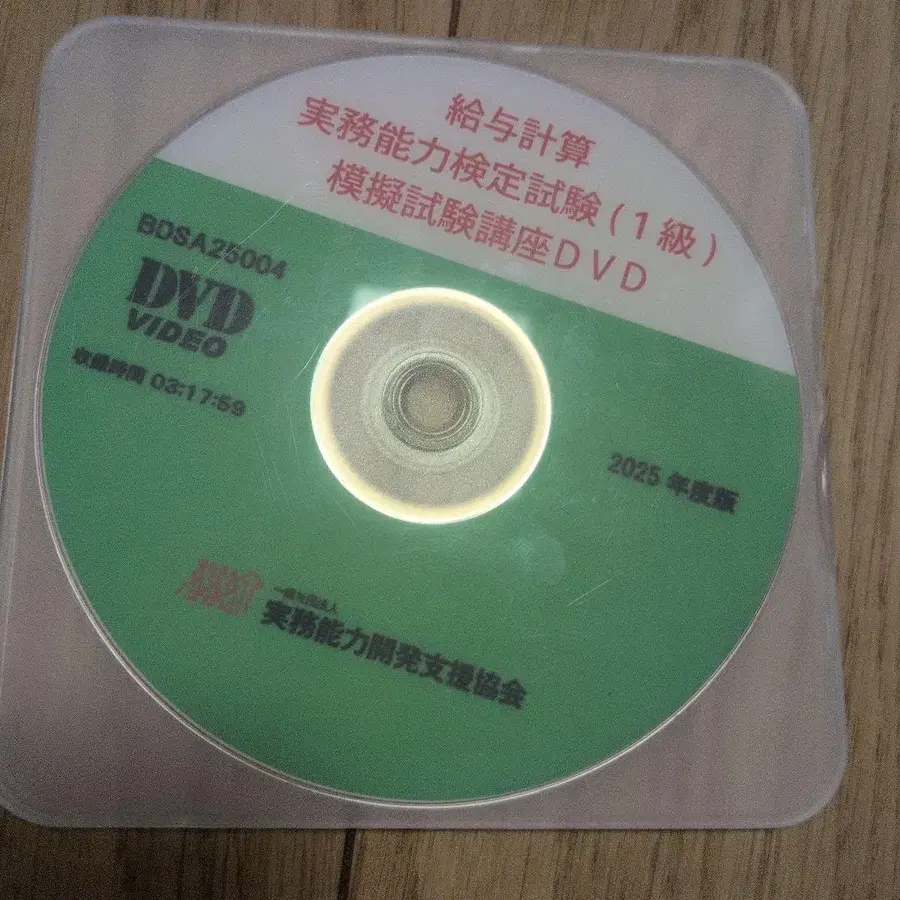 給与計算
実務能力検定試験(1級)
模擬試験講座DVD
BDSA25004
DVD
VIDEO
収録時間 03:17:59
2025 年度版
一般社団法人
実務能力開発支援協会